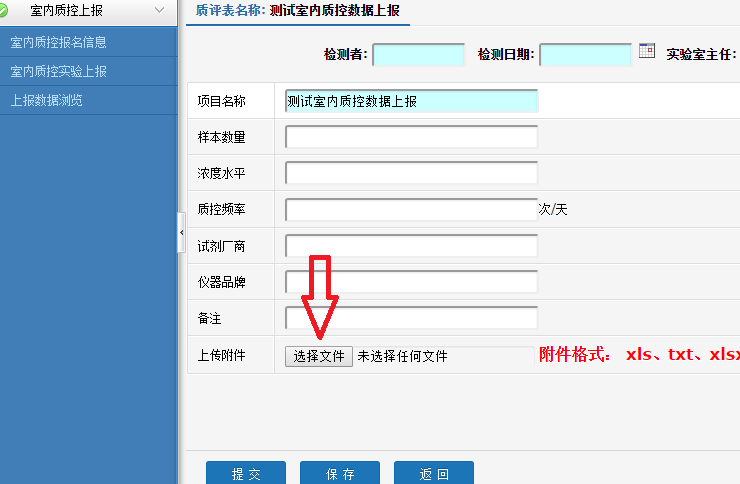 室内质控上报
室内质控报名信息
室内质控实验上报
上报数据浏览
质评表名称: 测试室内质控数据上报
检测者: 检测日期: 实验室主任:
项目名称 测试室内质控数据上报
样本数量
浓度水平
质控频率 次/天
试剂厂商
仪器品牌
备注
上传附件 选择文件 未选择任何文件 附件格式： xls、txt、xlsx
提 交 保 存 返 回